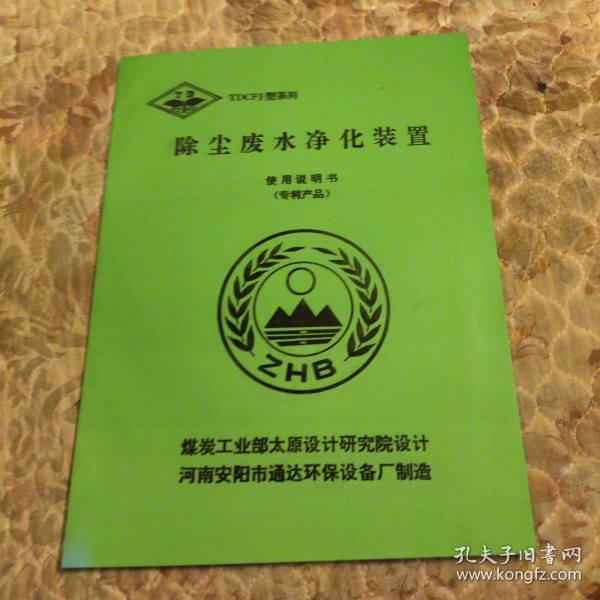 TD
TDCFJ型系列
除尘废水净化装置
使用说明书
（专利产品）
ZHB
煤炭工业部太原设计研究院设计
河南安阳市通达环保设备厂制造
孔夫子旧书网
www.kongfz.com